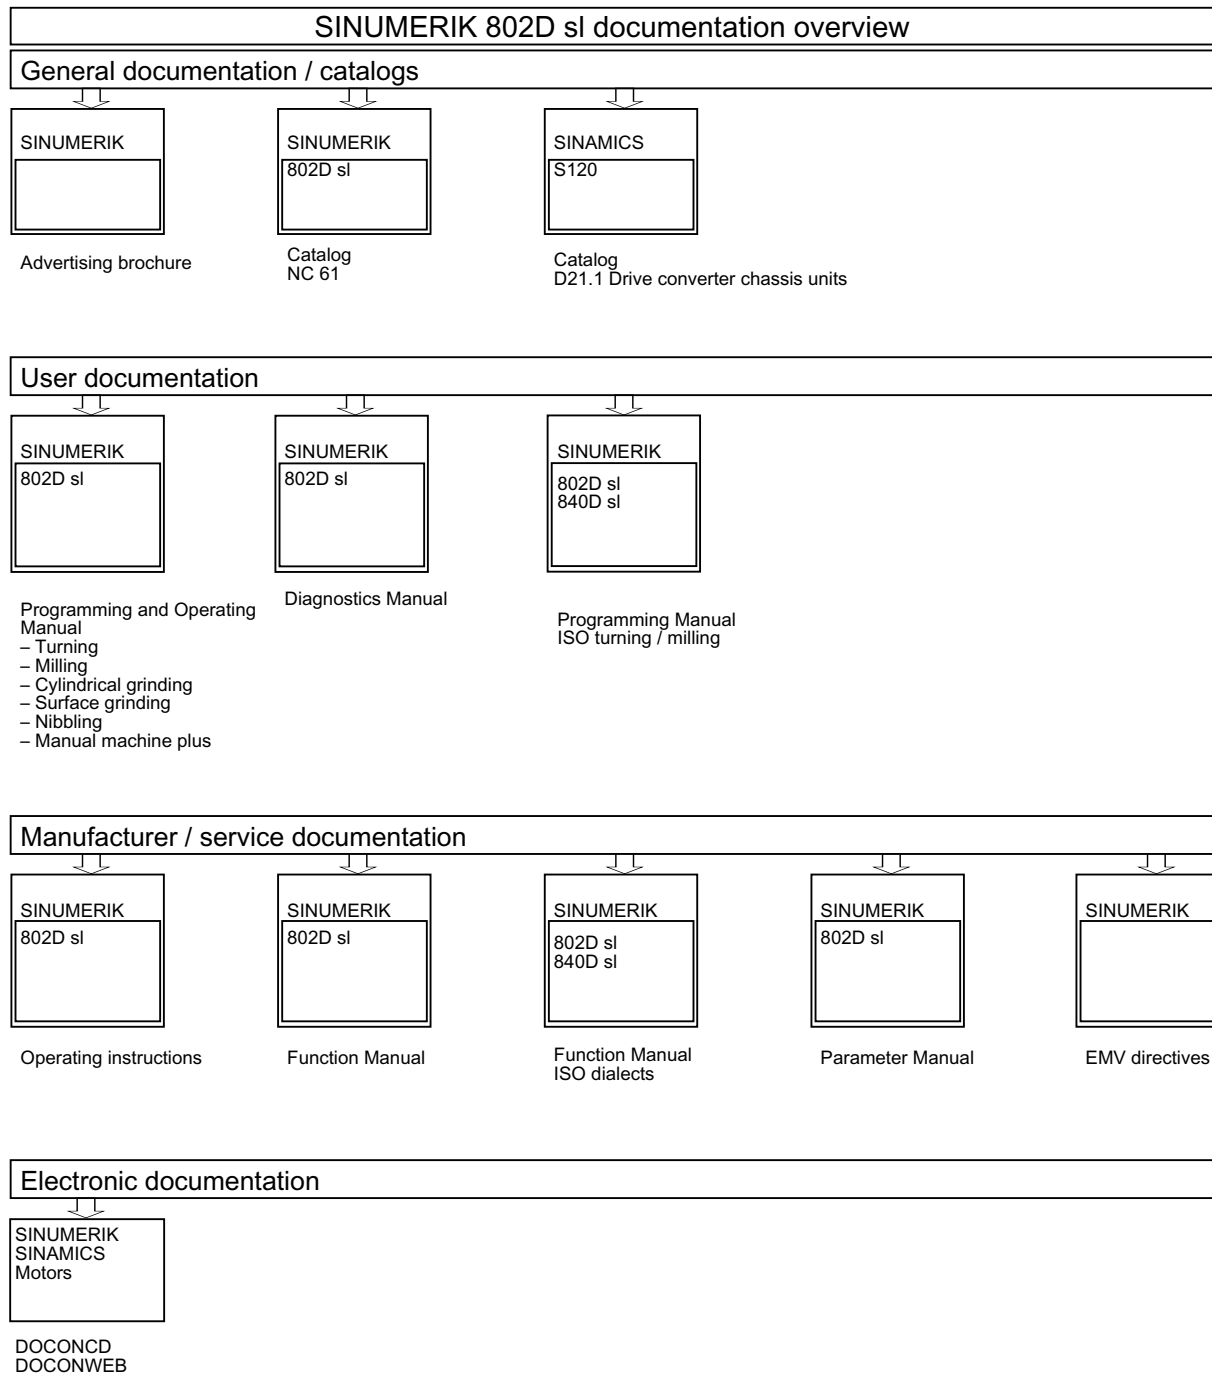 SINUMERIK 802D sl documentation overview
General documentation / catalogs
SINUMERIK
Advertising brochure
SINUMERIK
802D sl
Catalog
NC 61
SINAMICS
S120
Catalog
D21.1 Drive converter chassis units
User documentation
SINUMERIK
802D sl
Programming and Operating
Manual
– Turning
– Milling
– Cylindrical grinding
– Surface grinding
– Nibbling
– Manual machine plus
SINUMERIK
802D sl
Diagnostics Manual
SINUMERIK
802D sl
840D sl
Programming Manual
ISO turning / milling
Manufacturer / service documentation
SINUMERIK
802D sl
Operating instructions
SINUMERIK
802D sl
Function Manual
SINUMERIK
802D sl
840D sl
Function Manual
ISO dialects
SINUMERIK
802D sl
Parameter Manual
SINUMERIK
EMV directives
Electronic documentation
SINUMERIK
SINAMICS
Motors
DOCONCD
DOCONWEB